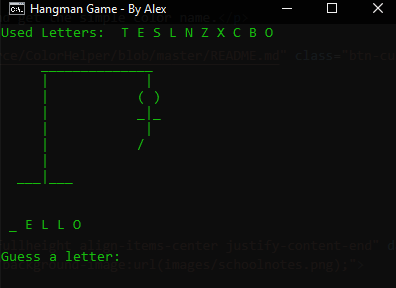 Hangman Game - By Alex
Used Letters: T E S L N Z X C B O
_ E L L O
Guess a letter: